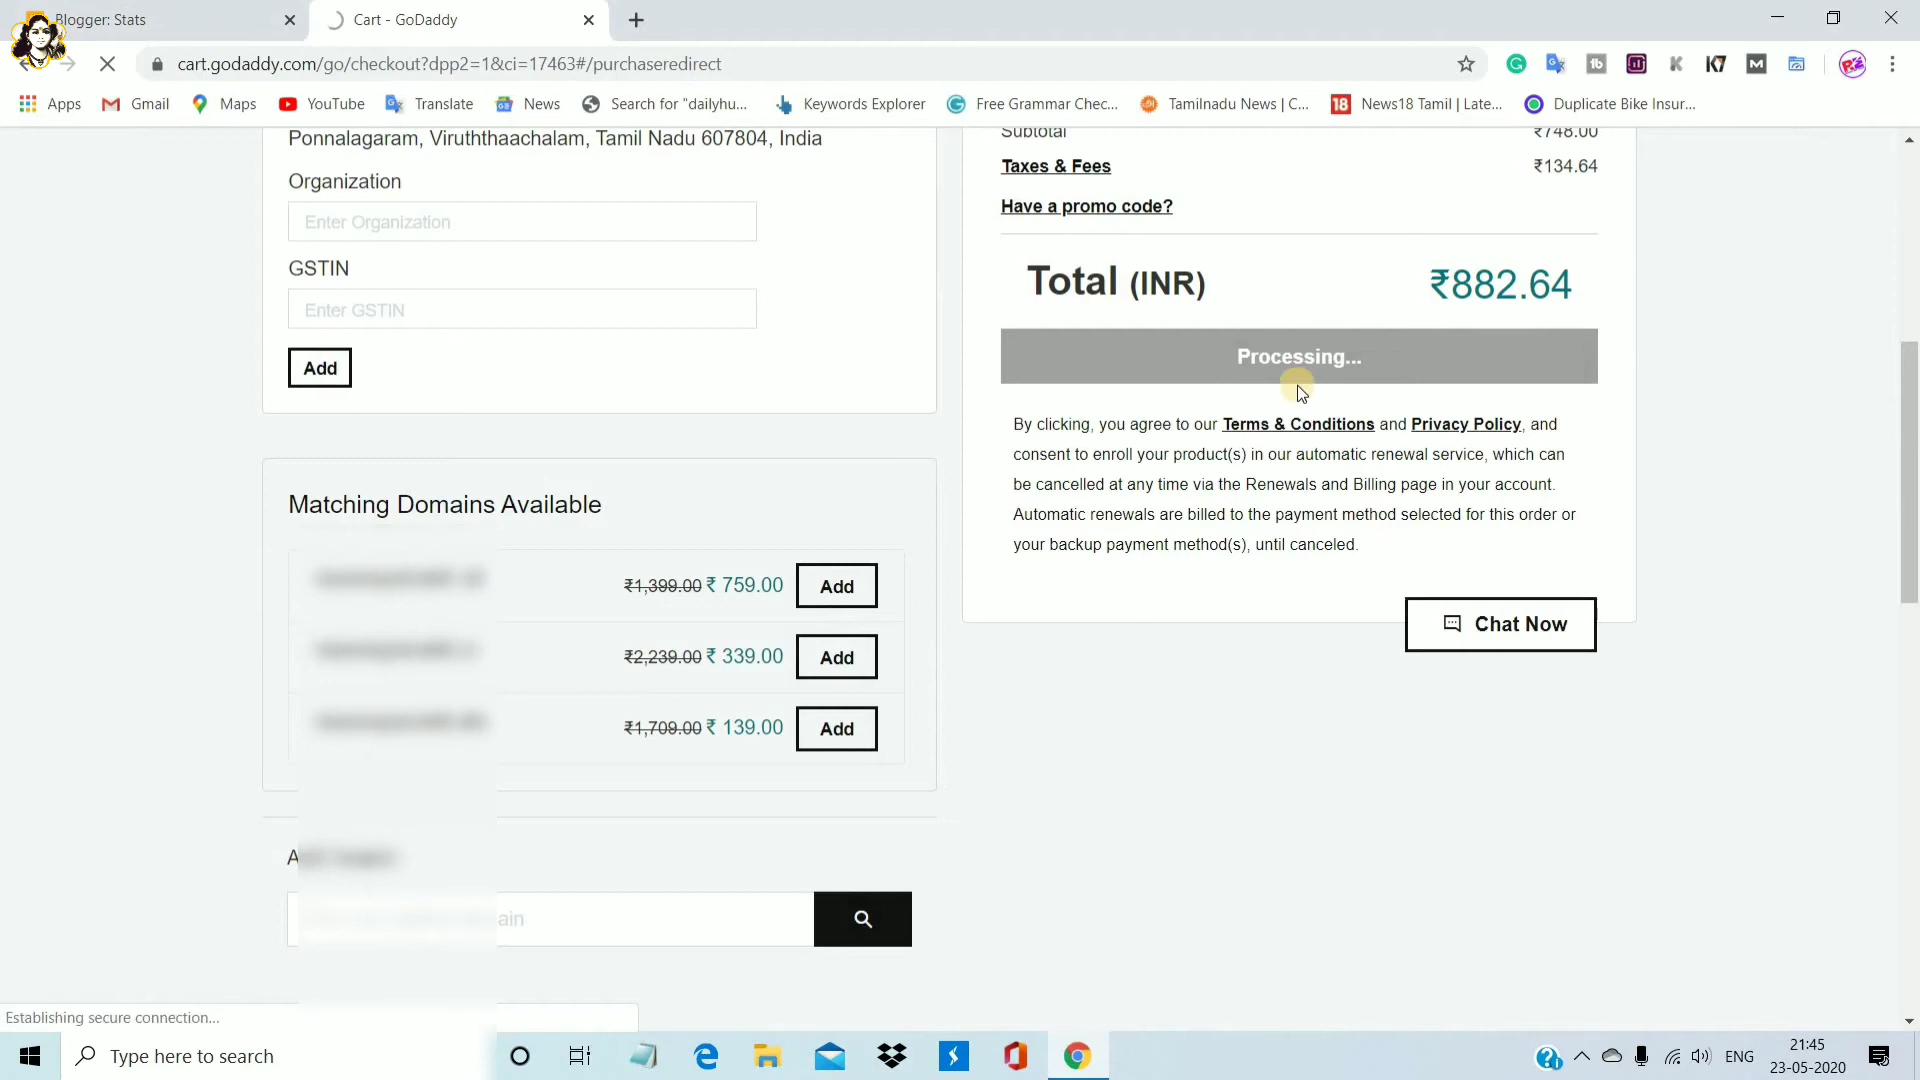 Blogger: Stats
Cart - GoDaddy
cart.godaddy.com/go/checkout?dpp2=1&ci=17463#/purchaseredirect
Apps
Gmail
Maps
YouTube
Translate
News
Search for "dailyhu...
Keywords Explorer
Free Grammar Chec...
Tamilnadu News | C...
18
News18 Tamil | Late...
Duplicate Bike Insur...
Ponnalagaram, Viruththaachalam, Tamil Nadu 607804, India
Organization
Enter Organization
GSTIN
Enter GSTIN
Add
Subtotal ₹748.00
Taxes & Fees ₹134.64
Have a promo code?
Total (INR) ₹882.64
Processing...
By clicking, you agree to our Terms & Conditions and Privacy Policy, and
consent to enroll your product(s) in our automatic renewal service, which can
be cancelled at any time via the Renewals and Billing page in your account.
Automatic renewals are billed to the payment method selected for this order or
your backup payment method(s), until canceled.
Chat Now
Matching Domains Available
₹1,399.00 ₹ 759.00 Add
₹2,239.00 ₹ 339.00 Add
₹1,709.00 ₹ 139.00 Add
Establishing secure connection...
Type here to search
ENG
21:45
23-05-2020